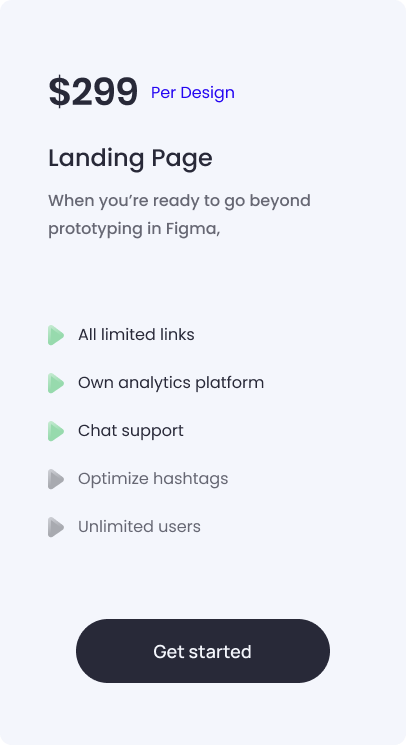 $299 Per Design
Landing Page
When you’re ready to go beyond
prototyping in Figma,
All limited links
Own analytics platform
Chat support
Optimize hashtags
Unlimited users
Get started